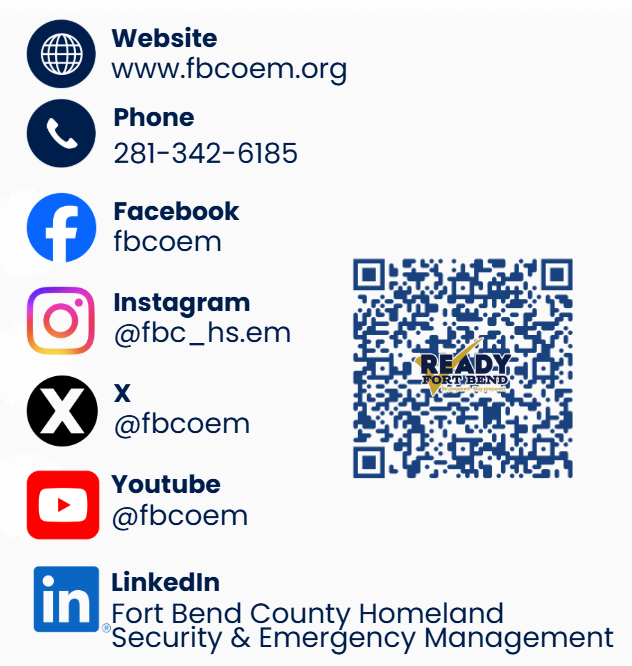 Website
www.fbcoem.org
Phone
281-342-6185
Facebook
fbcoem
Instagram
@fbc_hs.em
X
@fbcoem
Youtube
@fbcoem
READY
FORT BEND
LinkedIn
in
Fort Bend County Homeland
Security & Emergency Management